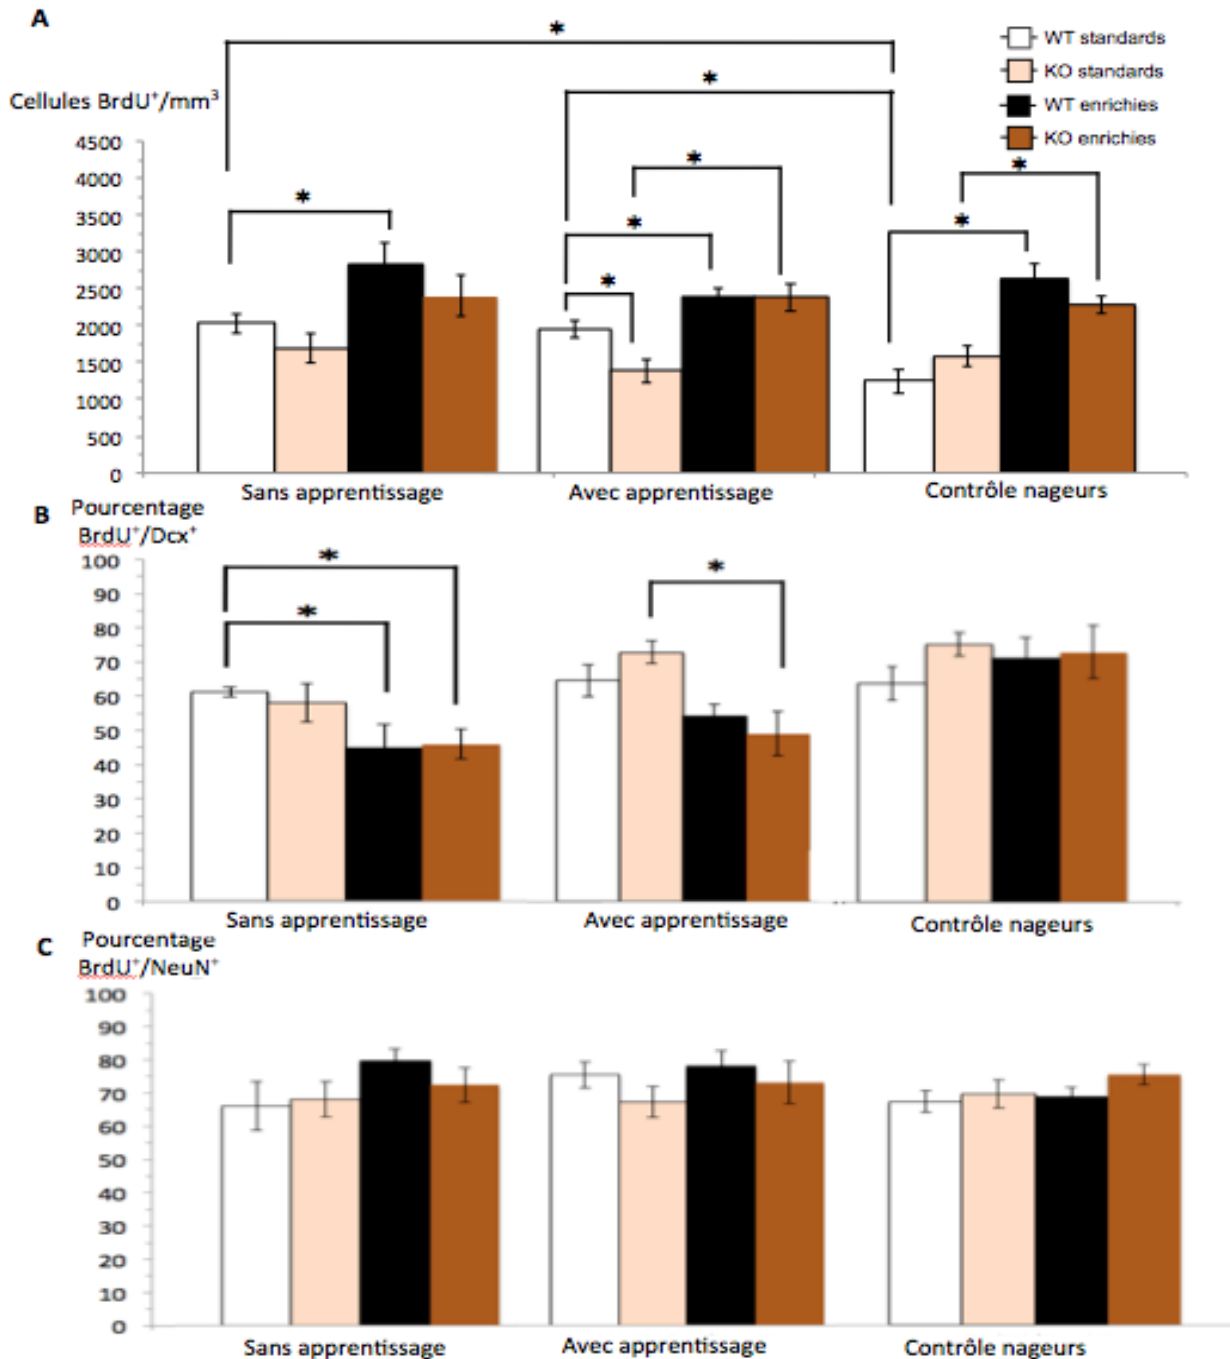 A
Cellules BrdU⁺/mm³
WT standards
KO standards
WT enrichies
KO enrichies
4500
4000
3500
3000
2500
2000
1500
1000
500
0
*
*
*
*
*
*
*
*
Sans apprentissage
Avec apprentissage
Contrôle nageurs
B
Pourcentage
BrdU⁺/Dcx⁺
100
90
80
70
60
50
40
30
20
10
0
*
*
*
Sans apprentissage
Avec apprentissage
Contrôle nageurs
C
Pourcentage
BrdU⁺/NeuN⁺
100
90
80
70
60
50
40
30
20
10
0
Sans apprentissage
Avec apprentissage
Contrôle nageurs